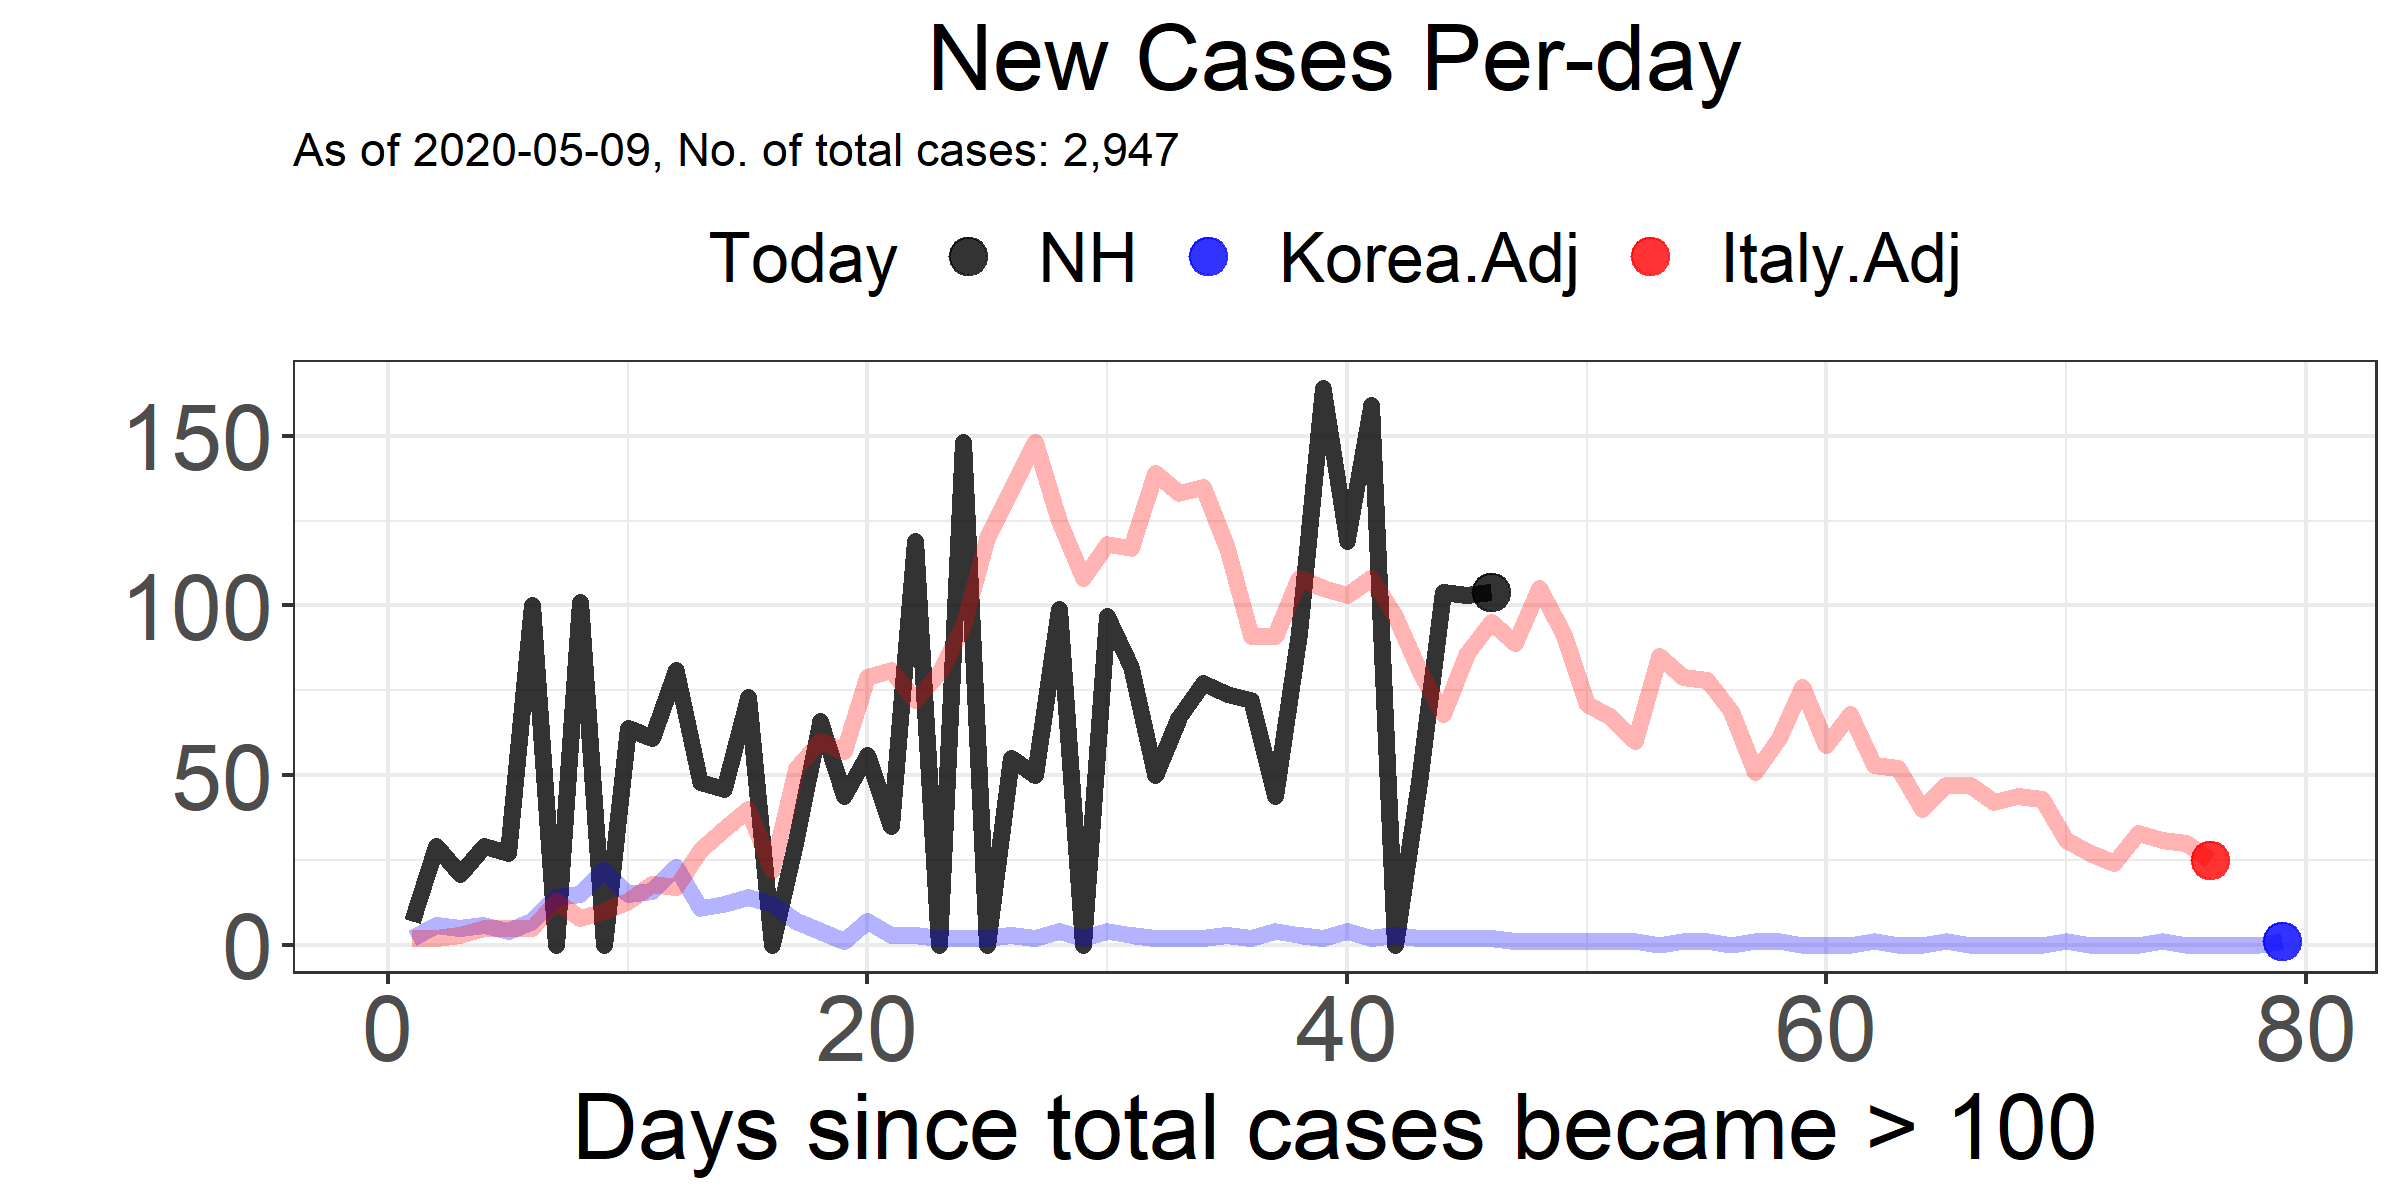 New Cases Per-day
As of 2020-05-09, No. of total cases: 2,947
Today NH Korea.Adj Italy.Adj
150
100
50
0
0 20 40 60 80
Days since total cases became > 100